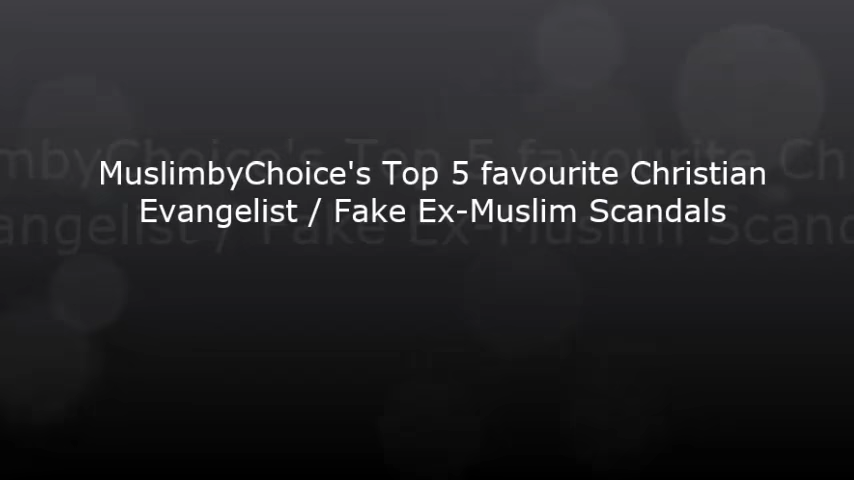 MuslimbyChoice's Top 5 favourite Christian
Evangelist / Fake Ex-Muslim Scandals